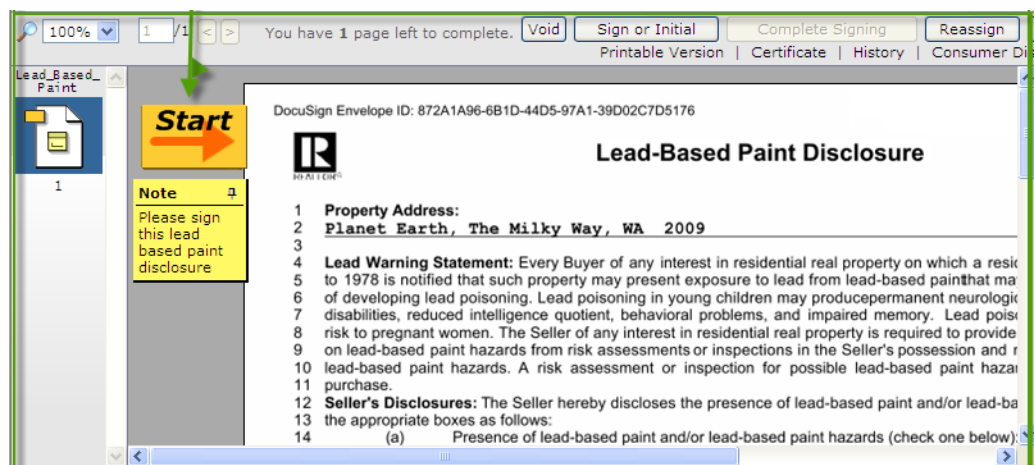 100%
1 /1 < >
You have 1 page left to complete.
Void
Sign or Initial
Complete Signing
Reassign
Printable Version | Certificate | History | Consumer Di
Lead_Based_
Paint
1
Start
Note
Please sign
this lead
based paint
disclosure
DocuSign Envelope ID: 872A1A96-6B1D-44D5-97A1-39D02C7D5176
R
REALTOR®
Lead-Based Paint Disclosure
1 Property Address:
2 Planet Earth, The Milky Way, WA 2009
3
4 Lead Warning Statement: Every Buyer of any interest in residential real property on which a resid
5 to 1978 is notified that such property may present exposure to lead from lead-based paintthat ma
6 of developing lead poisoning. Lead poisoning in young children may producepermanent neurologic
7 disabilities, reduced intelligence quotient, behavioral problems, and impaired memory. Lead poiso
8 risk to pregnant women. The Seller of any interest in residential real property is required to provide
9 on lead-based paint hazards from risk assessments or inspections in the Seller's possession and
10 lead-based paint hazards. A risk assessment or inspection for possible lead-based paint hazar
11 purchase.
12 Seller's Disclosures: The Seller hereby discloses the presence of lead-based paint and/or lead-ba
13 the appropriate boxes as follows:
14 (a) Presence of lead-based paint and/or lead-based paint hazards (check one below):